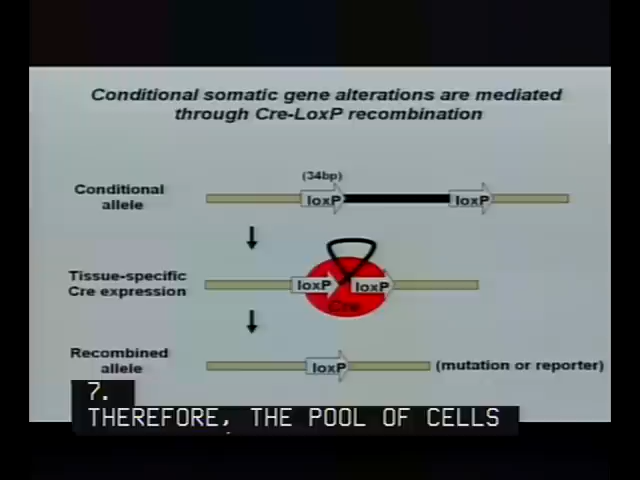 Conditional somatic gene alterations are mediated
through Cre-LoxP recombination
(34bp)
Conditional
allele
loxP
loxP
Tissue-specific
Cre expression
loxP
loxP
Cre
Recombined
allele
loxP
(mutation or reporter)
7.
THEREFORE, THE POOL OF CELLS